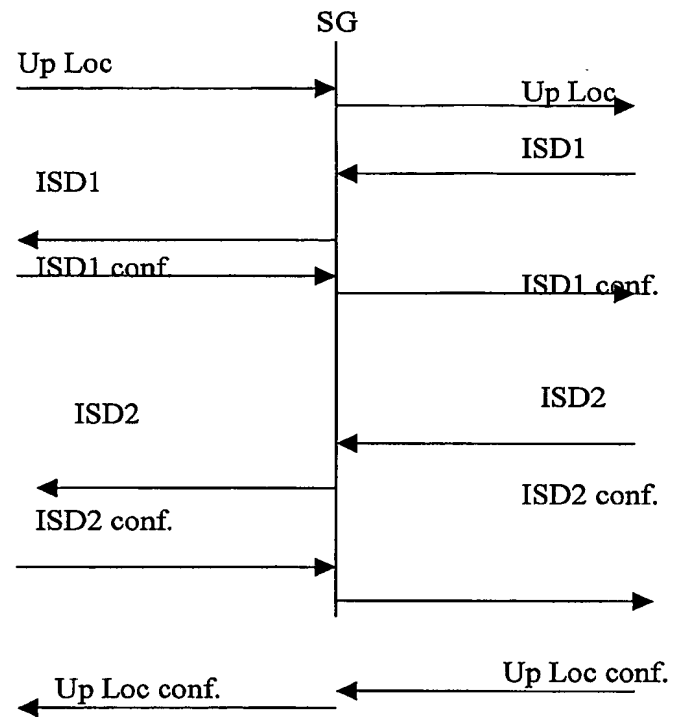 SG
Up Loc
Up Loc
ISD1
ISD1
ISD1 conf.
ISD1 conf.
ISD2
ISD2
ISD2 conf.
ISD2 conf.
Up Loc conf.
Up Loc conf.